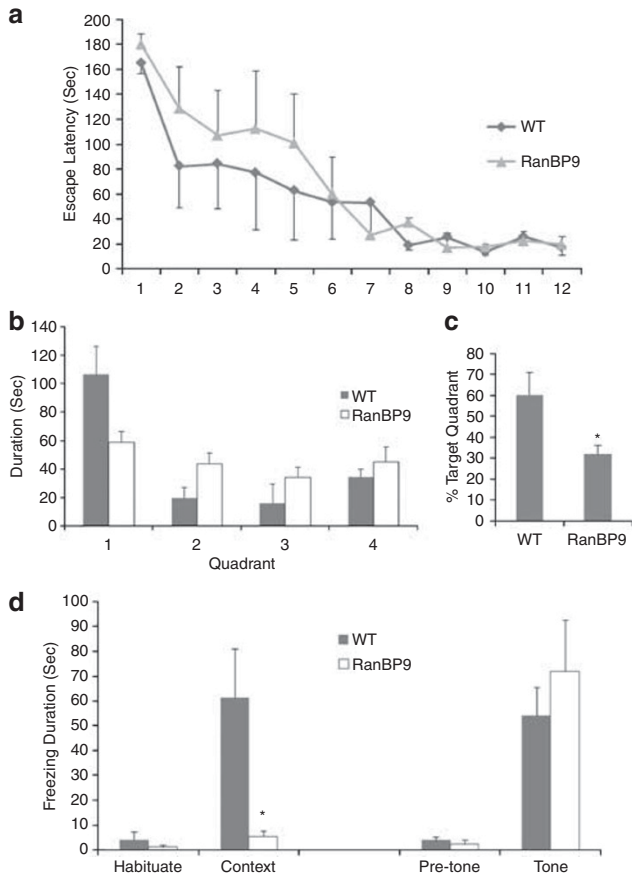 a
200
180
160
140
120
100
80
60
40
20
0
Escape Latency (Sec)
WT
RanBP9
1 2 3 4 5 6 7 8 9 10 11 12
b
140
120
100
80
60
40
20
0
Duration (Sec)
WT
RanBP9
1 2 3 4
Quadrant
c
80
70
60
50
40
30
20
10
0
% Target Quadrant
*
WT RanBP9
d
100
90
80
70
60
50
40
30
20
10
0
Freezing Duration (Sec)
WT
RanBP9
*
Habituate Context Pre-tone Tone